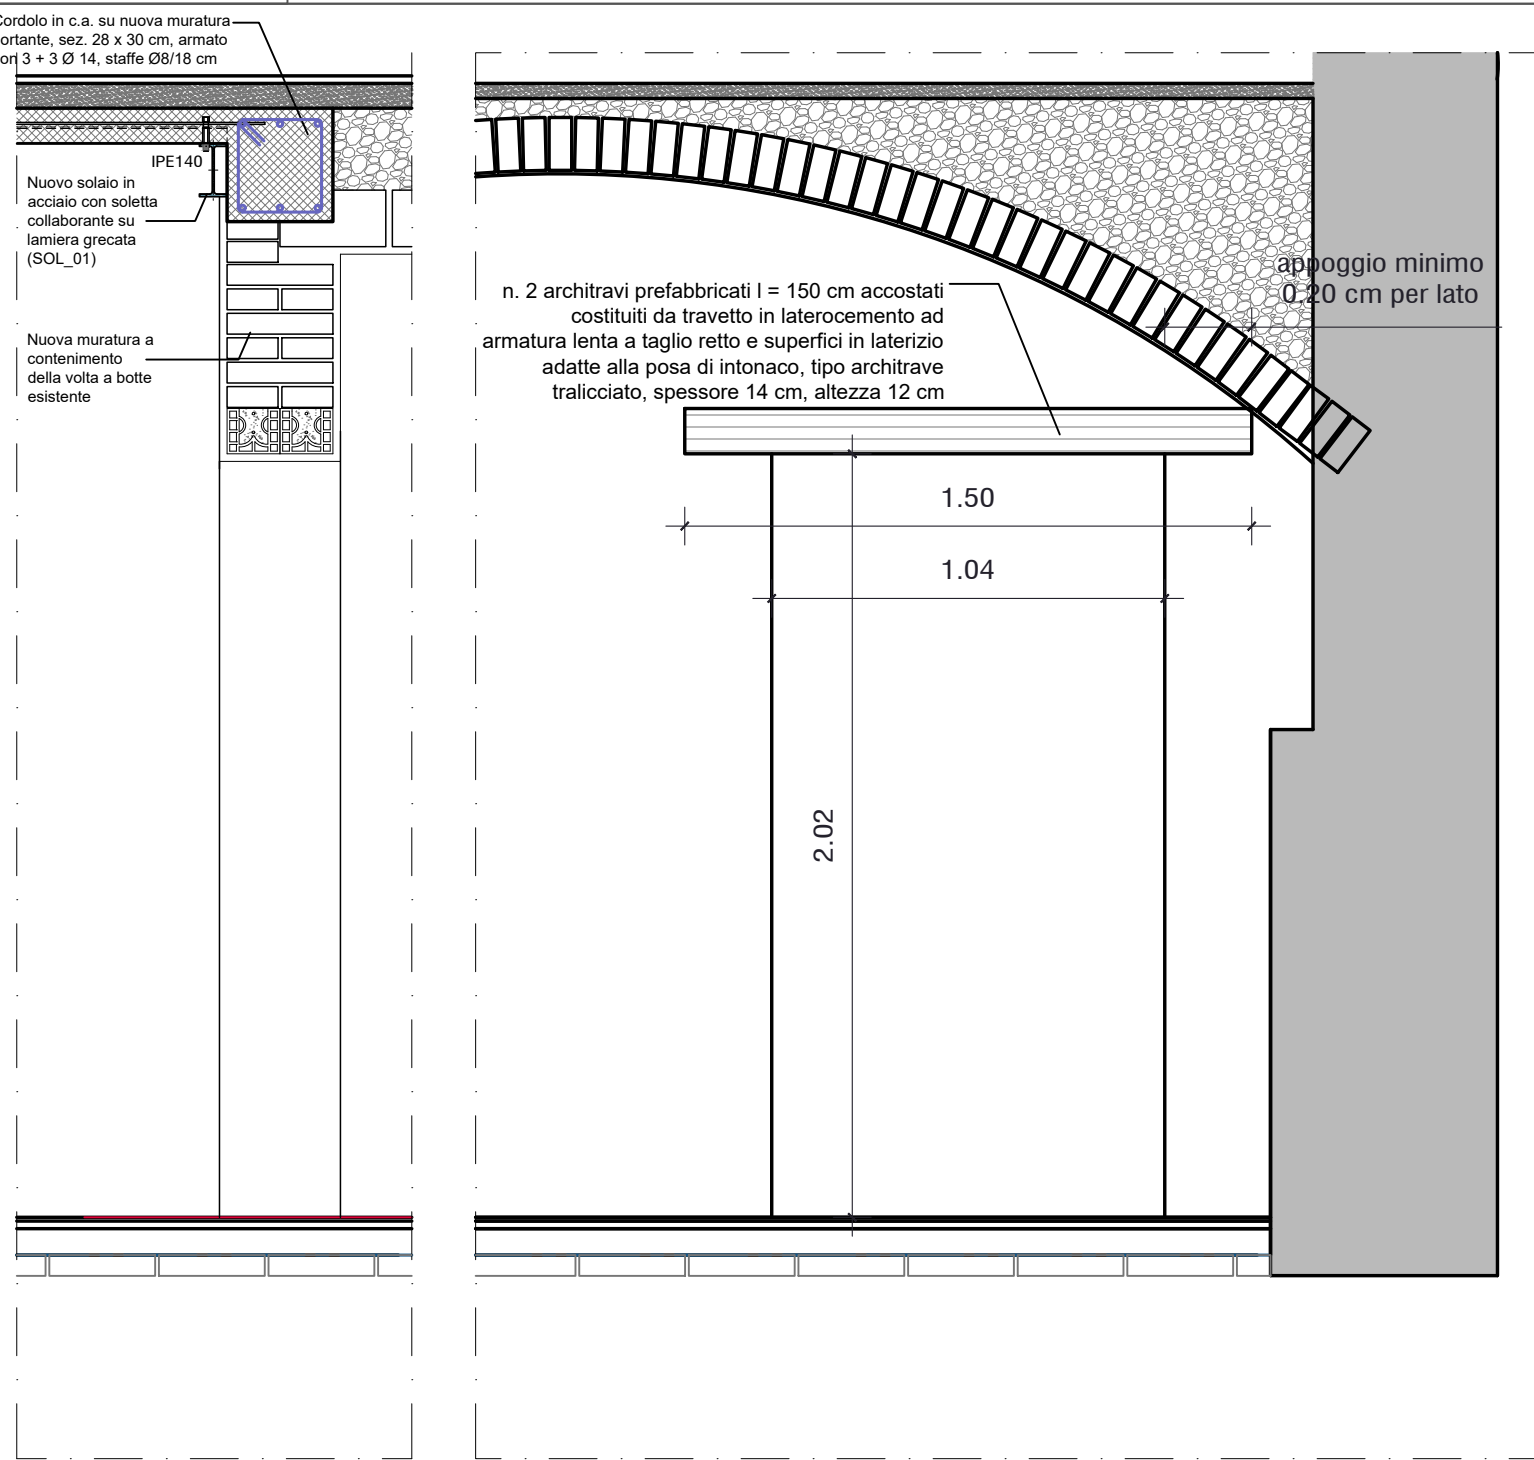 Cordolo in c.a. su nuova muratura
ortante, sez. 28 x 30 cm, armato
on 3 + 3 Ø 14, staffe Ø8/18 cm
IPE140
Nuovo solaio in
acciaio con soletta
collaborante su
lamiera grecata
(SOL_01)
Nuova muratura a
contenimento
della volta a botte
esistente
appoggio minimo
0.20 cm per lato
n. 2 architravi prefabbricati l = 150 cm accostati
costituiti da travetto in laterocemento ad
armatura lenta a taglio retto e superfici in laterizio
adatte alla posa di intonaco, tipo architrave
tralicciato, spessore 14 cm, altezza 12 cm
1.50
1.04
2.02